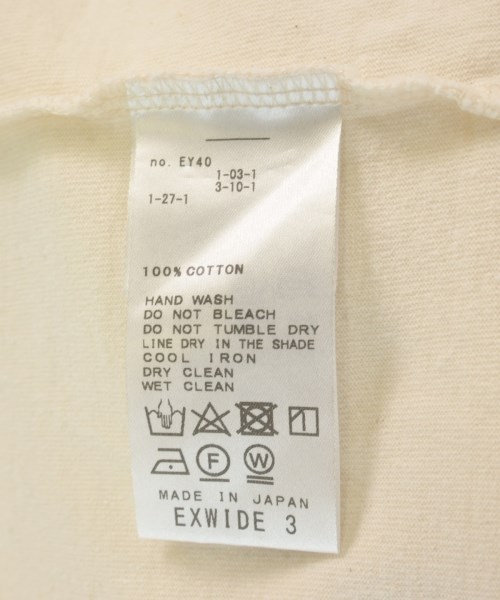 no. EY40
1-03-1
3-10-1
1-27-1
100% COTTON
HAND WASH
DO NOT BLEACH
DO NOT TUMBLE DRY
LINE DRY IN THE SHADE
COOL IRON
DRY CLEAN
WET CLEAN
F W
MADE IN JAPAN
EXWIDE 3